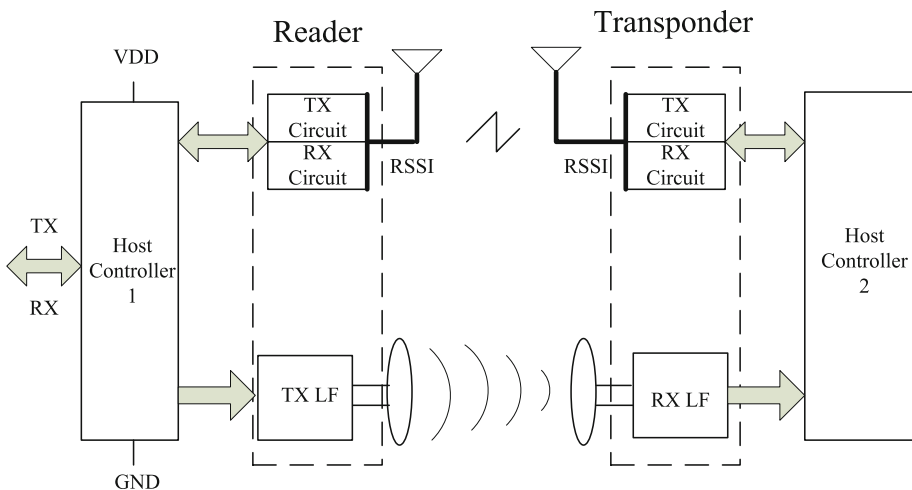 Reader
Transponder
VDD
TX
Circuit
RX
Circuit
RSSI
RSSI
TX
Circuit
RX
Circuit
TX
RX
Host
Controller
1
Host
Controller
2
TX LF
RX LF
GND